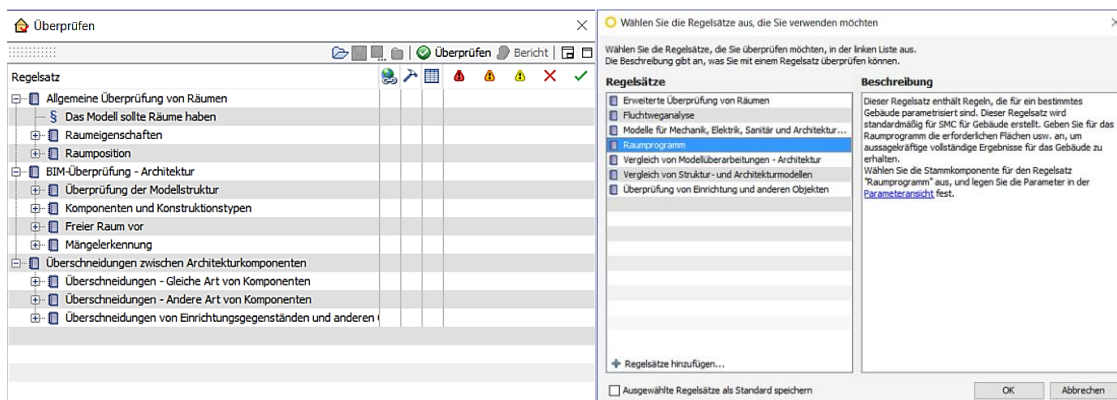 Überprüfen
Überprüfen Bericht
Regelsatz
Allgemeine Überprüfung von Räumen
§ Das Modell sollte Räume haben
Raumeigenschaften
Raumposition
BIM-Überprüfung - Architektur
Überprüfung der Modellstruktur
Komponenten und Konstruktionstypen
Freier Raum vor
Mängelerkennung
Überschneidungen zwischen Architekturkomponenten
Überschneidungen - Gleiche Art von Komponenten
Überschneidungen - Andere Art von Komponenten
Überschneidungen von Einrichtungsgegenständen und anderen
Wählen Sie die Regelsätze aus, die Sie verwenden möchten
Wählen Sie die Regelsätze, die Sie überprüfen möchten, in der linken Liste aus.
Die Beschreibung gibt an, was Sie mit einem Regelsatz überprüfen können.
Regelsätze
Erweiterte Überprüfung von Räumen
Fluchtweganalyse
Modelle für Mechanik, Elektrik, Sanitär und Architektur...
Raumprogramm
Vergleich von Modellüberarbeitungen - Architektur
Vergleich von Struktur- und Architekturmodellen
Überprüfung von Einrichtung und anderen Objekten
Regelsätze hinzufügen...
Beschreibung
Dieser Regelsatz enthält Regeln, die für ein bestimmtes
Gebäude parametrisiert sind. Dieser Regelsatz wird
standardmäßig für SMC für Gebäude erstellt. Geben Sie für das
Raumprogramm die erforderlichen Flächen usw. an, um
aussagekräftige vollständige Ergebnisse für das Gebäude zu
erhalten.
Wählen Sie die Stammkomponente für den Regelsatz
"Raumprogramm" aus, und legen Sie die Parameter in der
Parameteransicht fest.
Ausgewählte Regelsätze als Standard speichern
OK Abbrechen